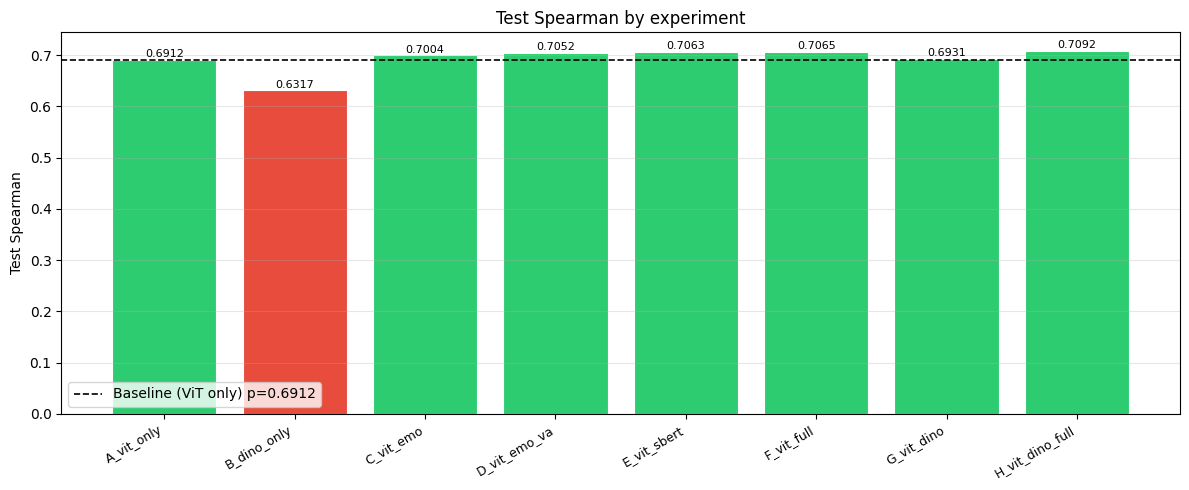 Test Spearman by experiment
Test Spearman
0.7
0.6
0.5
0.4
0.3
0.2
0.1
0.0
0.6912
0.6317
0.7004
0.7052
0.7063
0.7065
0.6931
0.7092
Baseline (ViT only) p=0.6912
A_vit_only
B_dino_only
C_vit_emo
D_vit_emo_va
E_vit_sbert
F_vit_full
G_vit_dino
H_vit_dino_full